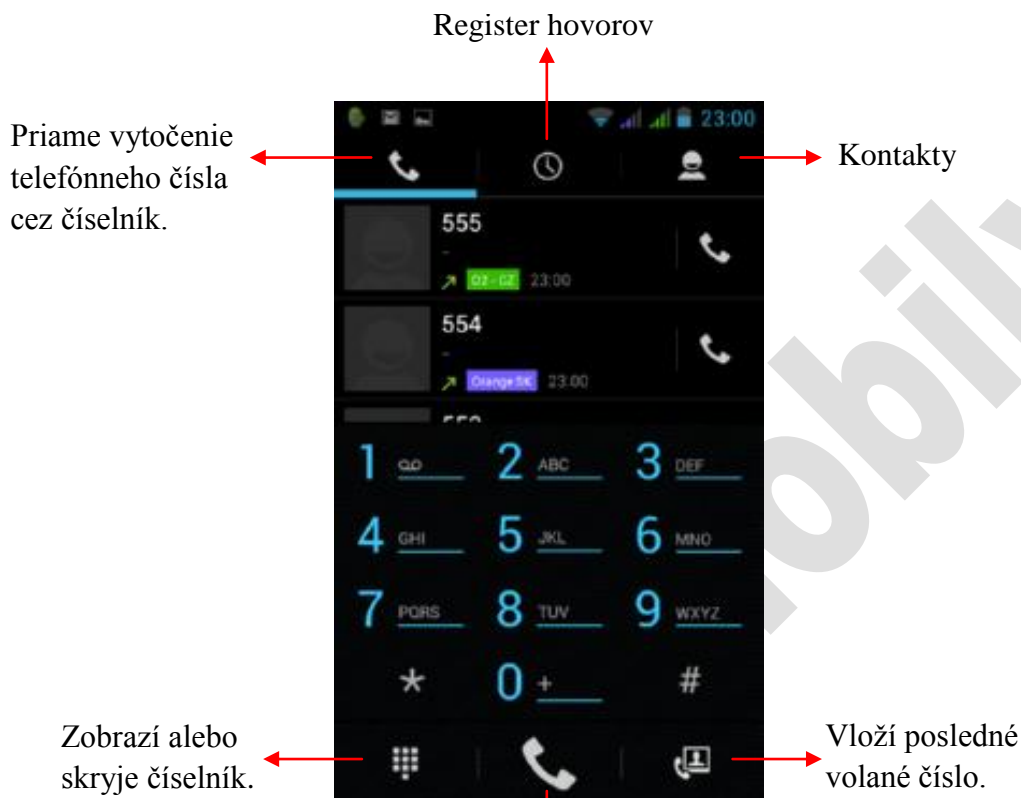 Register hovorov
Priame vytočenie
telefónneho čísla
cez číselník.
23:00
Kontakty
555
-
O2 - CZ 23:00
554
-
Orange SK 23:00
1
2 ABC
3 DEF
4 GHI
5 JKL
6 MNO
7 PQRS
8 TUV
9 WXYZ
*
0 +
#
Zobrazí alebo
skryje číselník.
Vloží posledné
volané číslo.